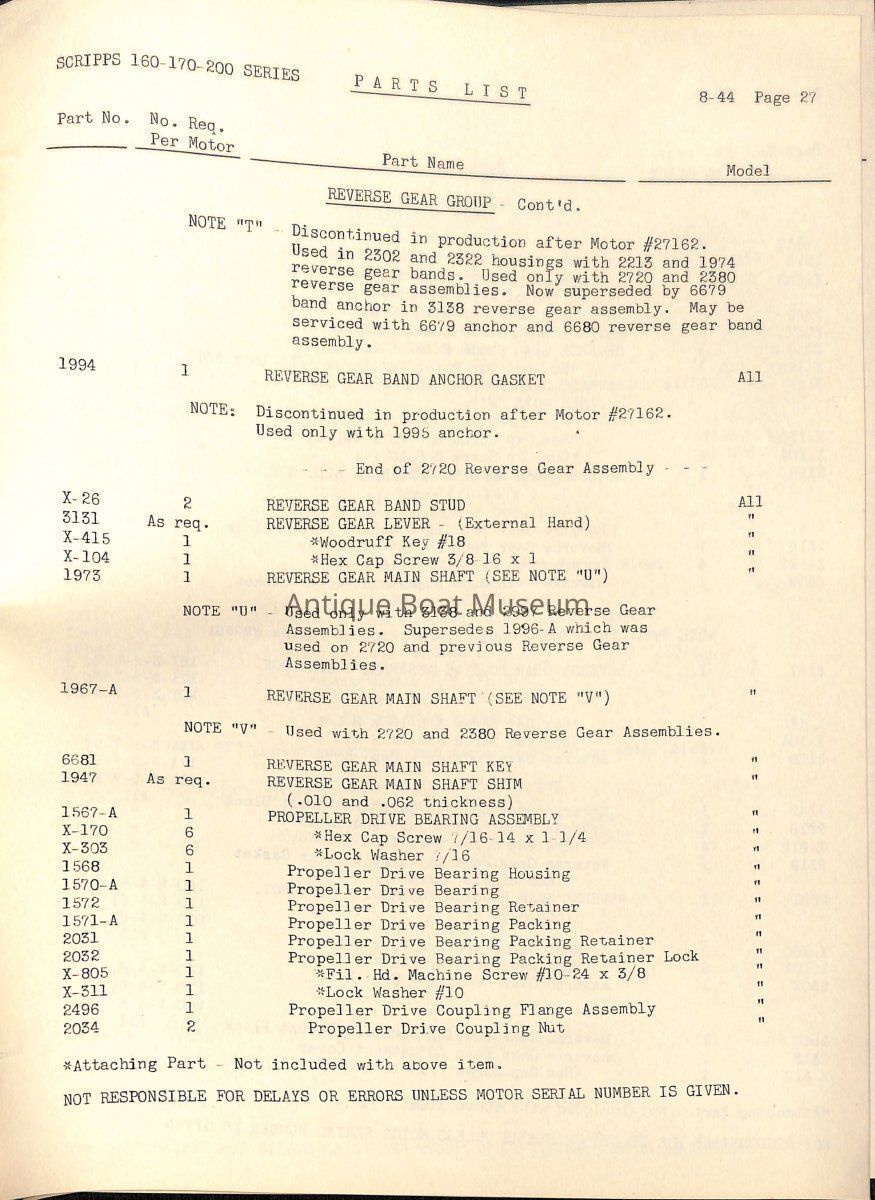 SCRIPPS 160-170-200 SERIES
PARTS LIST
8-44 Page 27
Part No. No. Req. Per Motor Part Name Model
REVERSE GEAR GROUP - Cont'd.
NOTE "T" - Discontinued in production after Motor #27162.
Used in 2302 and 2322 housings with 2213 and 1974
reverse gear bands. Used only with 2720 and 2380
reverse gear assemblies. Now superseded by 6679
band anchor in 3138 reverse gear assembly. May be
serviced with 6679 anchor and 6680 reverse gear band
assembly.
1994 1 REVERSE GEAR BAND ANCHOR GASKET All
NOTE: Discontinued in production after Motor #27162.
Used only with 1995 anchor.
- - - End of 2720 Reverse Gear Assembly - - -
X-26 2 REVERSE GEAR BAND STUD All
3131 As req. REVERSE GEAR LEVER - (External Hand) "
X-415 1 *Woodruff Key #18 "
X-104 1 *Hex Cap Screw 3/8-16 x 1 "
1973 1 REVERSE GEAR MAIN SHAFT (SEE NOTE "U") "
Antique Boat Museum
NOTE "U" - Used only with 3138 and Reverse Gear
Assemblies. Supersedes 1996-A which was
used on 2720 and previous Reverse Gear
Assemblies.
1967-A 1 REVERSE GEAR MAIN SHAFT (SEE NOTE "V") "
NOTE "V" - Used with 2720 and 2380 Reverse Gear Assemblies.
6681 1 REVERSE GEAR MAIN SHAFT KEY "
1947 As req. REVERSE GEAR MAIN SHAFT SHIM "
(.010 and .062 thickness)
1567-A 1 PROPELLER DRIVE BEARING ASSEMBLY "
X-170 6 *Hex Cap Screw 7/16-14 x 1-1/4 "
X-303 6 *Lock Washer 7/16 "
1568 1 Propeller Drive Bearing Housing "
1570-A 1 Propeller Drive Bearing "
1572 1 Propeller Drive Bearing Retainer "
1571-A 1 Propeller Drive Bearing Packing "
2031 1 Propeller Drive Bearing Packing Retainer "
2032 1 Propeller Drive Bearing Packing Retainer Lock "
X-805 1 *Fil. Hd. Machine Screw #10-24 x 3/8 "
X-311 1 *Lock Washer #10 "
2496 1 Propeller Drive Coupling Flange Assembly "
2034 2 Propeller Drive Coupling Nut "
*Attaching Part - Not included with above item.
NOT RESPONSIBLE FOR DELAYS OR ERRORS UNLESS MOTOR SERIAL NUMBER IS GIVEN.